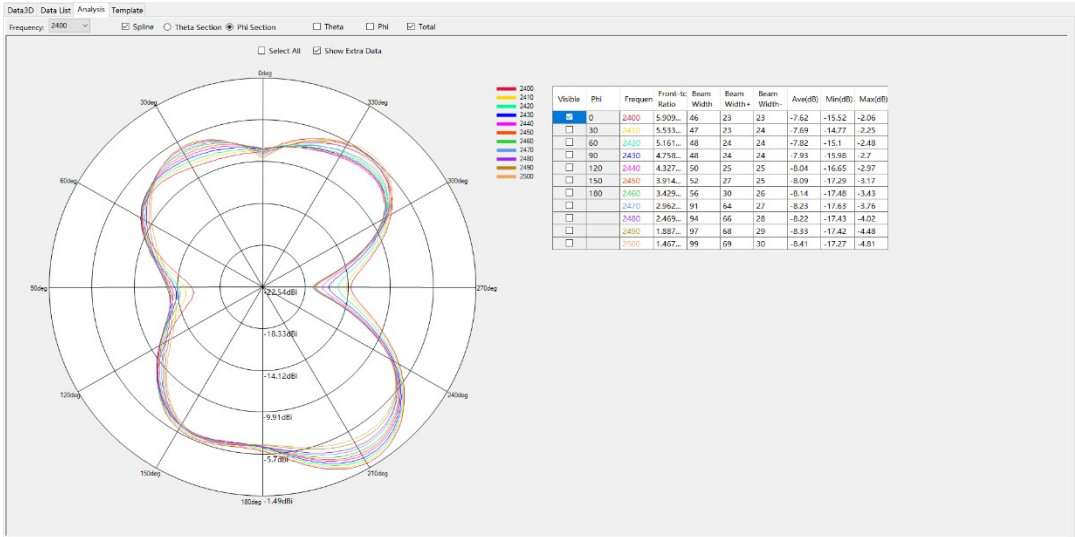 Data3D Data List Analysis Template
Frequency: 2400 Spline Theta Section Phi Section Theta Phi Total
Select All Show Extra Data
0deg
30deg
330deg
60deg
300deg
90deg
270deg
120deg
240deg
150deg
210deg
180deg
-22.54dBi
-18.33dBi
-14.12dBi
-9.91dBi
-5.7dBi
-1.49dBi
2400
2410
2420
2430
2440
2450
2460
2470
2480
2490
2500
Visible Phi Frequen Front-tc Ratio Beam Width Beam Width+ Beam Width- Ave(dB) Min(dB) Max(dB)
0 2400 5.909... 46 23 23 -7.62 -15.52 -2.06
30 2410 5.533... 47 23 24 -7.69 -14.77 -2.25
60 2420 5.161... 48 24 24 -7.82 -15.1 -2.48
90 2430 4.758... 48 24 24 -7.93 -15.98 -2.7
120 2440 4.327... 50 25 25 -8.04 -16.65 -2.97
150 2450 3.914... 52 27 25 -8.09 -17.29 -3.17
180 2460 3.429... 56 30 26 -8.14 -17.48 -3.43
2470 2.962... 91 64 27 -8.23 -17.63 -3.76
2480 2.469... 94 66 28 -8.22 -17.43 -4.02
2490 1.887... 97 68 29 -8.33 -17.42 -4.48
2500 1.467... 99 69 30 -8.41 -17.27 -4.81